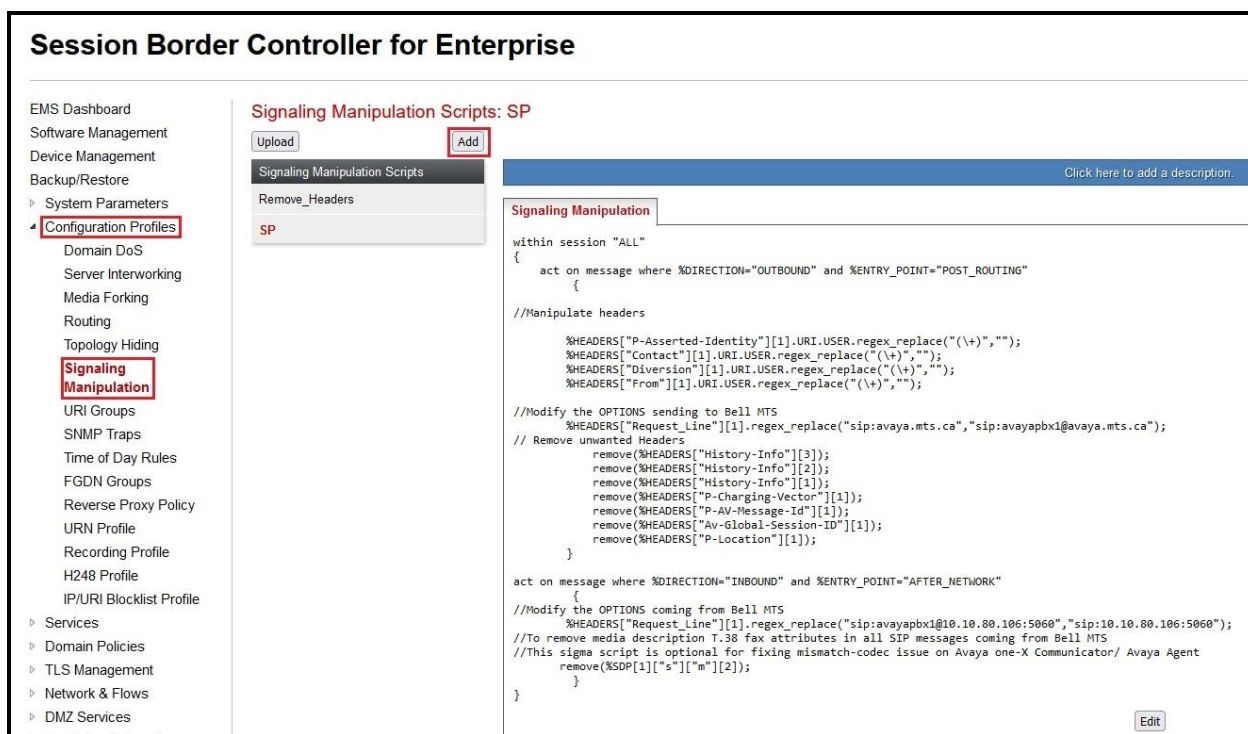 Session Border Controller for Enterprise
EMS Dashboard
Software Management
Device Management
Backup/Restore
System Parameters
Configuration Profiles
Domain DoS
Server Interworking
Media Forking
Routing
Topology Hiding
Signaling
Manipulation
URI Groups
SNMP Traps
Time of Day Rules
FGDN Groups
Reverse Proxy Policy
URN Profile
Recording Profile
H248 Profile
IP/URI Blocklist Profile
Services
Domain Policies
TLS Management
Network & Flows
DMZ Services
Signaling Manipulation Scripts: SP
Upload
Add
Signaling Manipulation Scripts
Remove_Headers
SP
Click here to add a description.
Signaling Manipulation
within session "ALL"
{
act on message where %DIRECTION="OUTBOUND" and %ENTRY_POINT="POST_ROUTING"
{
//Manipulate headers
%HEADERS["P-Asserted-Identity"][1].URI.USER.regex_replace("(\+)","");
%HEADERS["Contact"][1].URI.USER.regex_replace("(\+)","");
%HEADERS["Diversion"][1].URI.USER.regex_replace("(\+)","");
%HEADERS["From"][1].URI.USER.regex_replace("(\+)","");
//Modify the OPTIONS sending to Bell MTS
%HEADERS["Request_Line"][1].regex_replace("sip:avaya.mts.ca","sip:avayapbx1@avaya.mts.ca");
// Remove unwanted Headers
remove(%HEADERS["History-Info"][3]);
remove(%HEADERS["History-Info"][2]);
remove(%HEADERS["History-Info"][1]);
remove(%HEADERS["P-Charging-Vector"][1]);
remove(%HEADERS["P-AV-Message-Id"][1]);
remove(%HEADERS["Av-Global-Session-ID"][1]);
remove(%HEADERS["P-Location"][1]);
}
act on message where %DIRECTION="INBOUND" and %ENTRY_POINT="AFTER_NETWORK"
{
//Modify the OPTIONS coming from Bell MTS
%HEADERS["Request_Line"][1].regex_replace("sip:avayapbx1@10.10.80.106:5060","sip:10.10.80.106:5060");
//To remove media description T.38 fax attributes in all SIP messages coming from Bell MTS
//This sigma script is optional for fixing mismatch-codec issue on Avaya one-X Communicator/ Avaya Agent
remove(%SDP[1]["s"]["m"][2]);
}
}
Edit